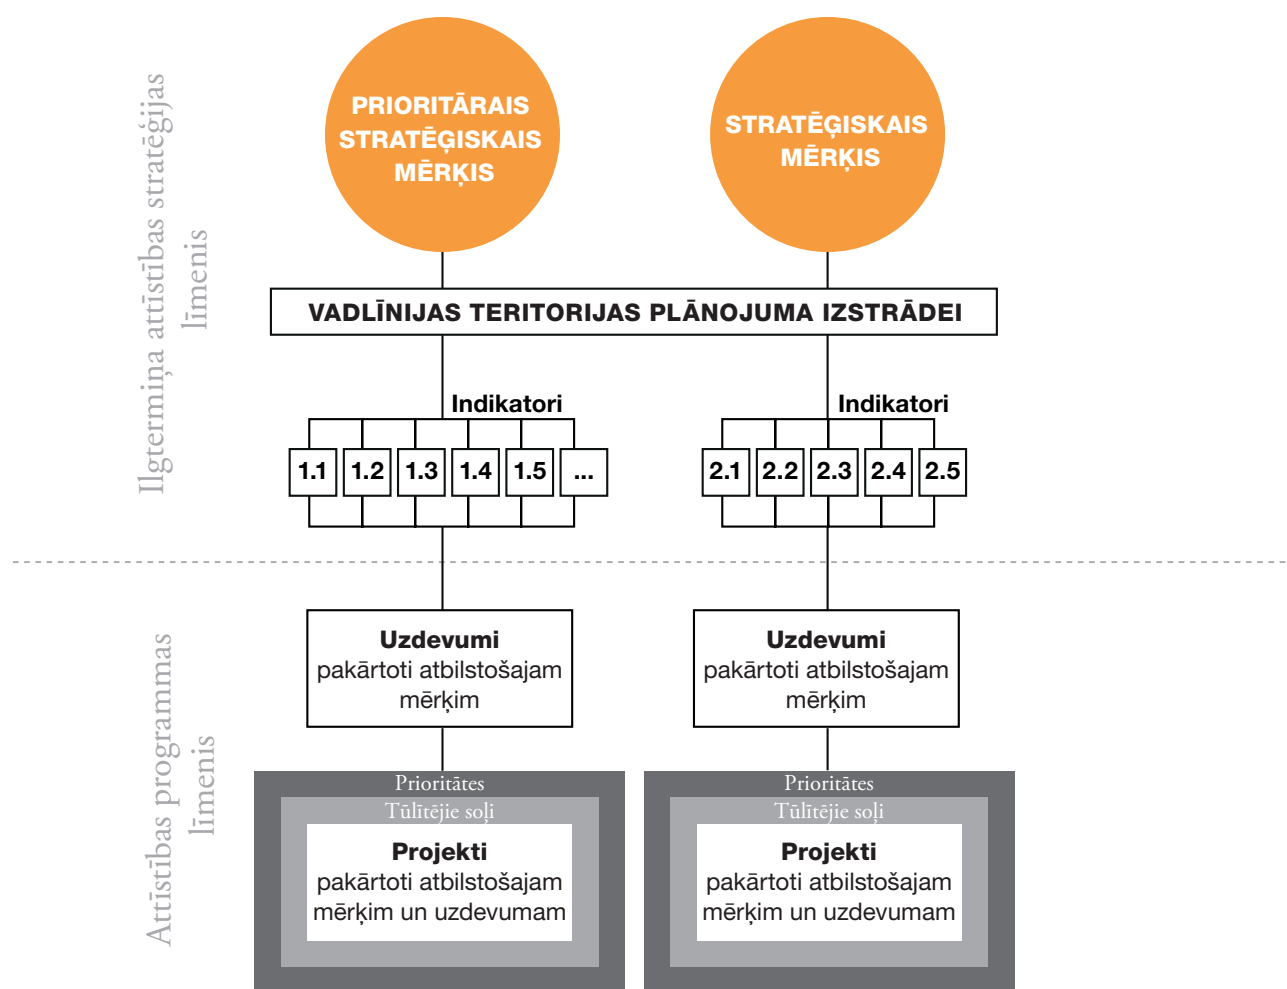 Ilgtermiņa attīstības stratēģijas
līmenis
PRIORITĀRAIS
STRATĒĢISKAIS
MĒRĶIS
STRATĒĢISKAIS
MĒRĶIS
VADLĪNIJAS TERITORIJAS PLĀNOJUMA IZSTRĀDEI
Indikatori
1.1 1.2 1.3 1.4 1.5 ...
Indikatori
2.1 2.2 2.3 2.4 2.5
Attīstības programmas
līmenis
Uzdevumi
pakārtoti atbilstošajam
mērķim
Uzdevumi
pakārtoti atbilstošajam
mērķim
Prioritātes
Tūlītējie soļi
Projekti
pakārtoti atbilstošajam
mērķim un uzdevumam
Prioritātes
Tūlītējie soļi
Projekti
pakārtoti atbilstošajam
mērķim un uzdevumam